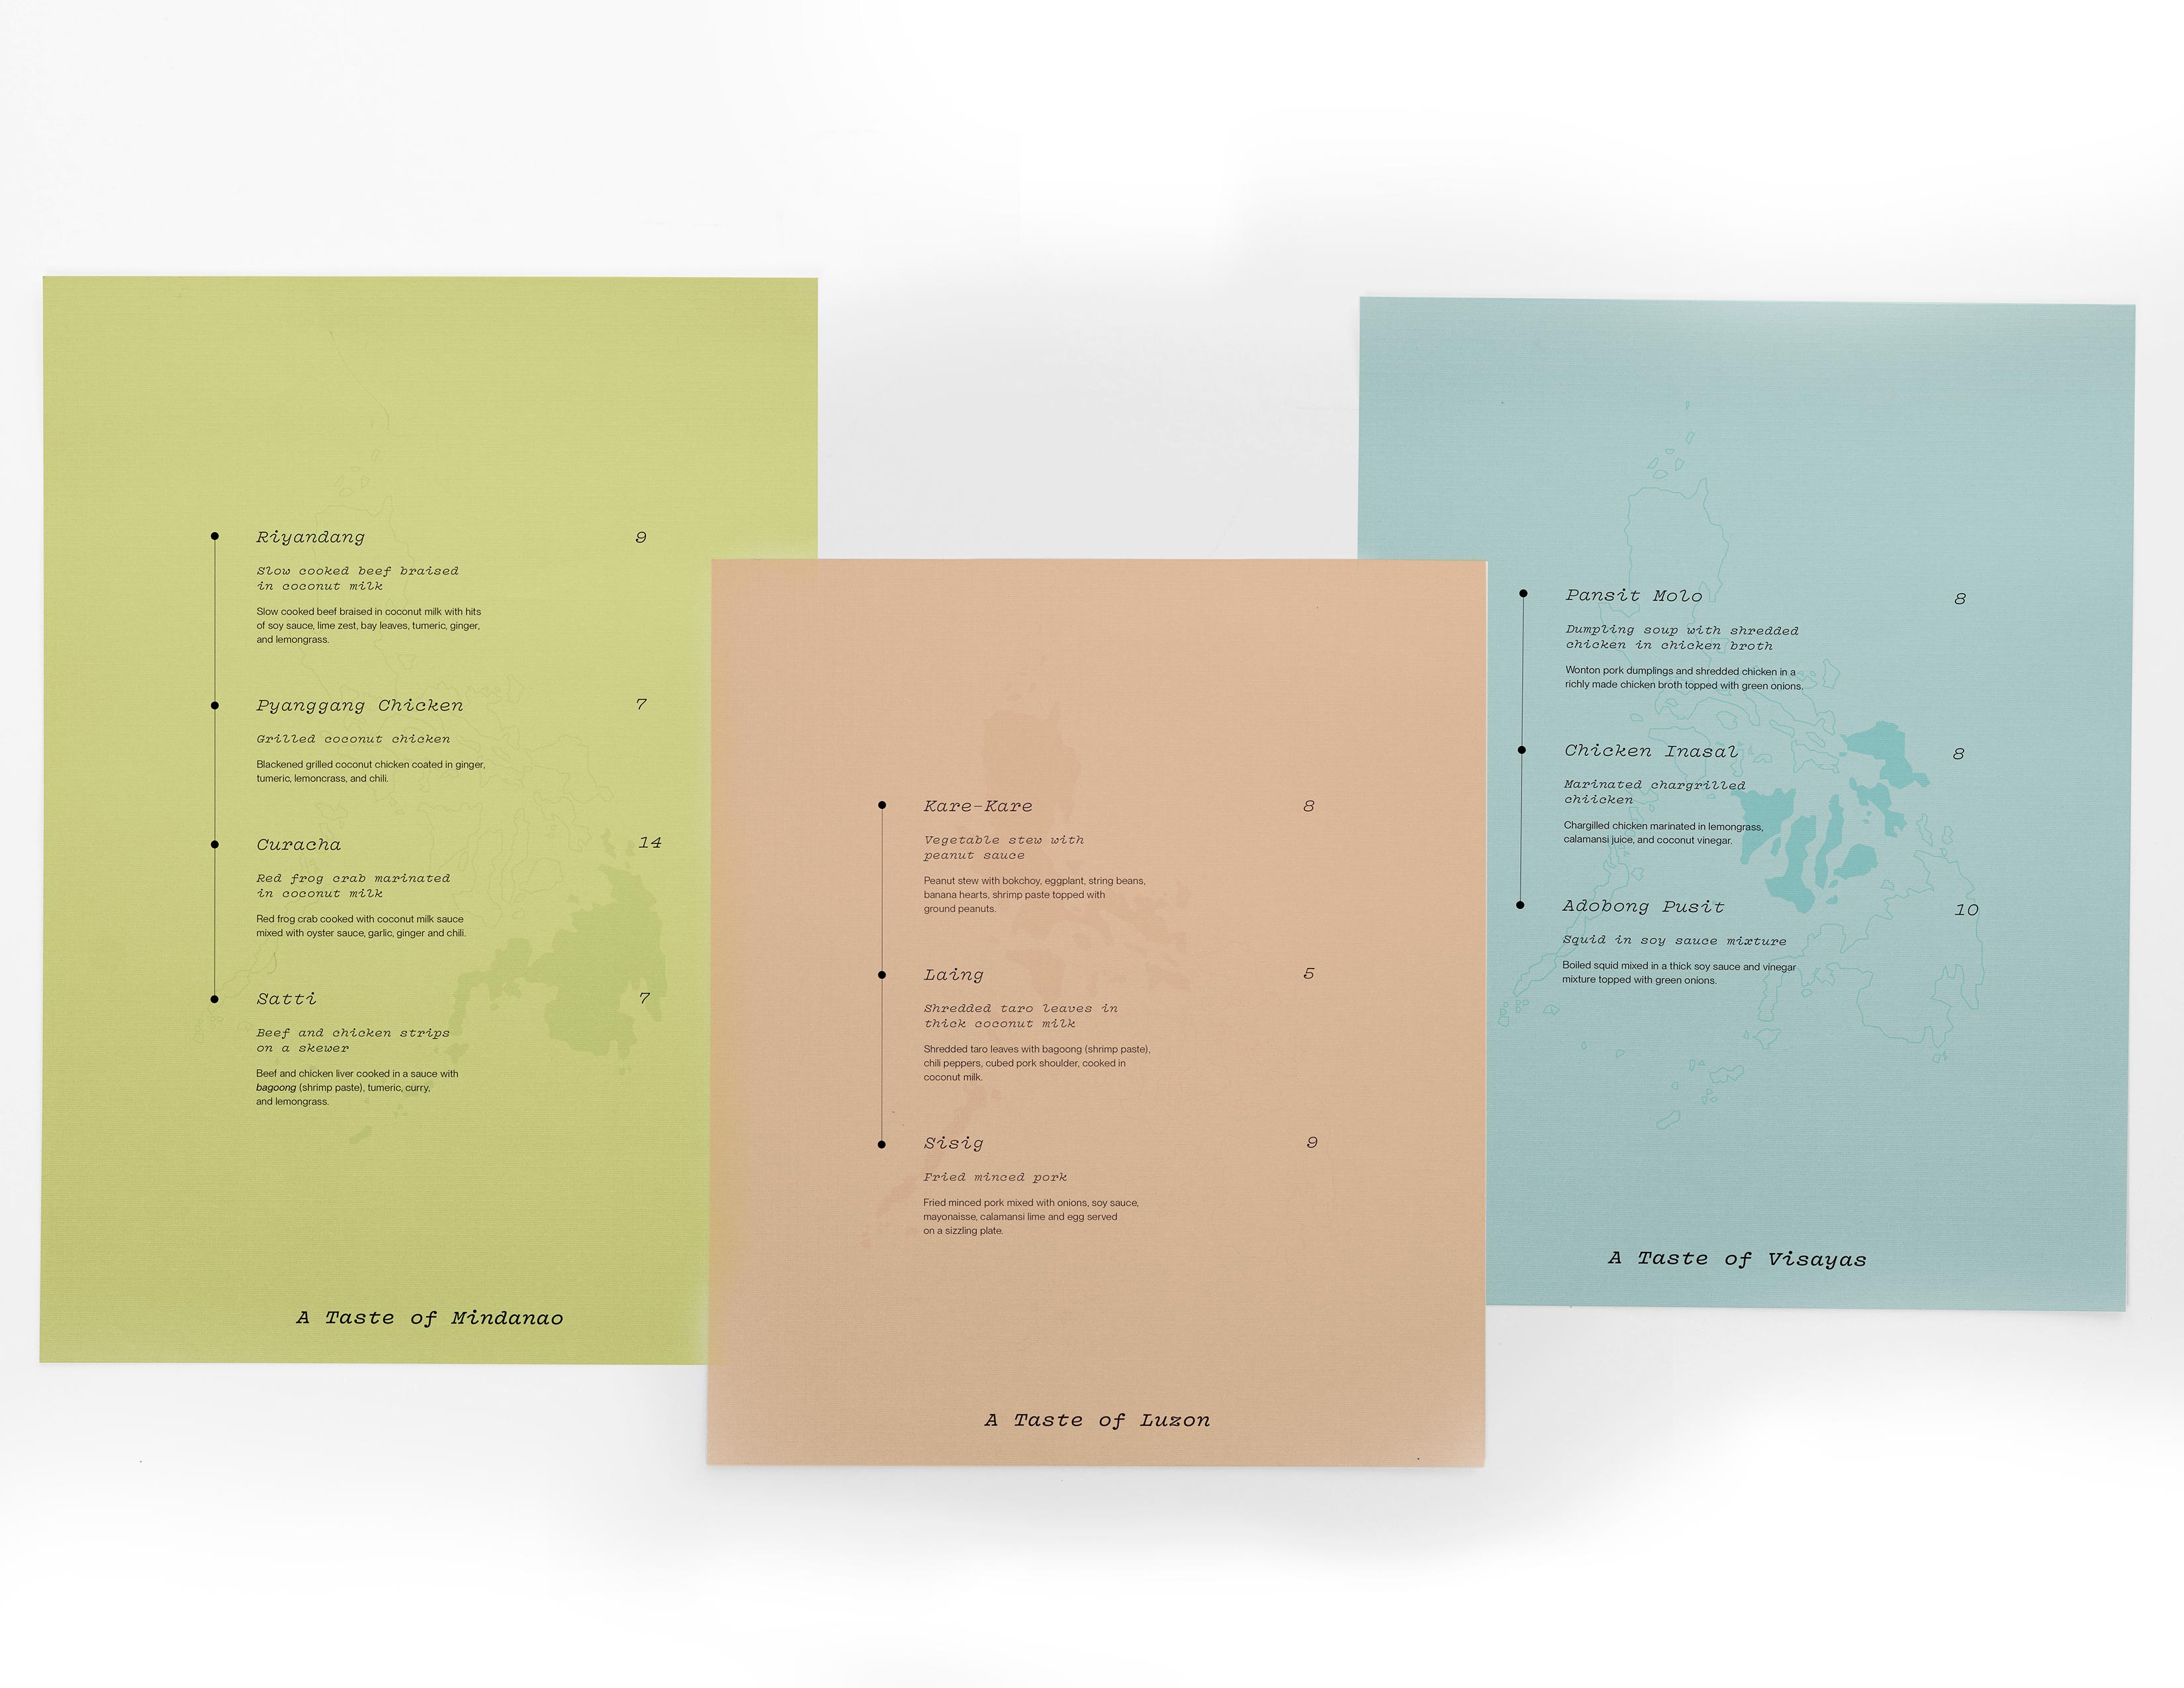 Riyandang 9
Slow cooked beef braised
in coconut milk
Slow cooked beef braised in coconut milk with hits
of soy sauce, lime zest, bay leaves, tumeric, ginger,
and lemongrass.
Pyanggang Chicken 7
Grilled coconut chicken
Blackened grilled coconut chicken coated in ginger,
tumeric, lemoncrass, and chili.
Curacha 14
Red frog crab marinated
in coconut milk
Red frog crab cooked with coconut milk sauce
mixed with oyster sauce, garlic, ginger and chili.
Satti 7
Beef and chicken strips
on a skewer
Beef and chicken liver cooked in a sauce with
bagoong (shrimp paste), tumeric, curry,
and lemongrass.
A Taste of Mindanao
Kare-Kare 8
Vegetable stew with
peanut sauce
Peanut stew with bokchoy, eggplant, string beans,
banana hearts, shrimp paste topped with
ground peanuts.
Laing 5
Shredded taro leaves in
thick coconut milk
Shredded taro leaves with bagoong (shrimp paste),
chili peppers, cubed pork shoulder, cooked in
coconut milk.
Sisig 9
Fried minced pork
Fried minced pork mixed with onions, soy sauce,
mayonaisse, calamansi lime and egg served
on a sizzling plate.
A Taste of Luzon
Pansit Molo 8
Dumpling soup with shredded
chicken in chicken broth
Wonton pork dumplings and shredded chicken in a
richly made chicken broth topped with green onions.
Chicken Inasal 8
Marinated chargrilled
chiicken
Chargilled chicken marinated in lemongrass,
calamansi juice, and coconut vinegar.
Adobong Pusit 10
Squid in soy sauce mixture
Boiled squid mixed in a thick soy sauce and vinegar
mixture topped with green onions.
A Taste of Visayas